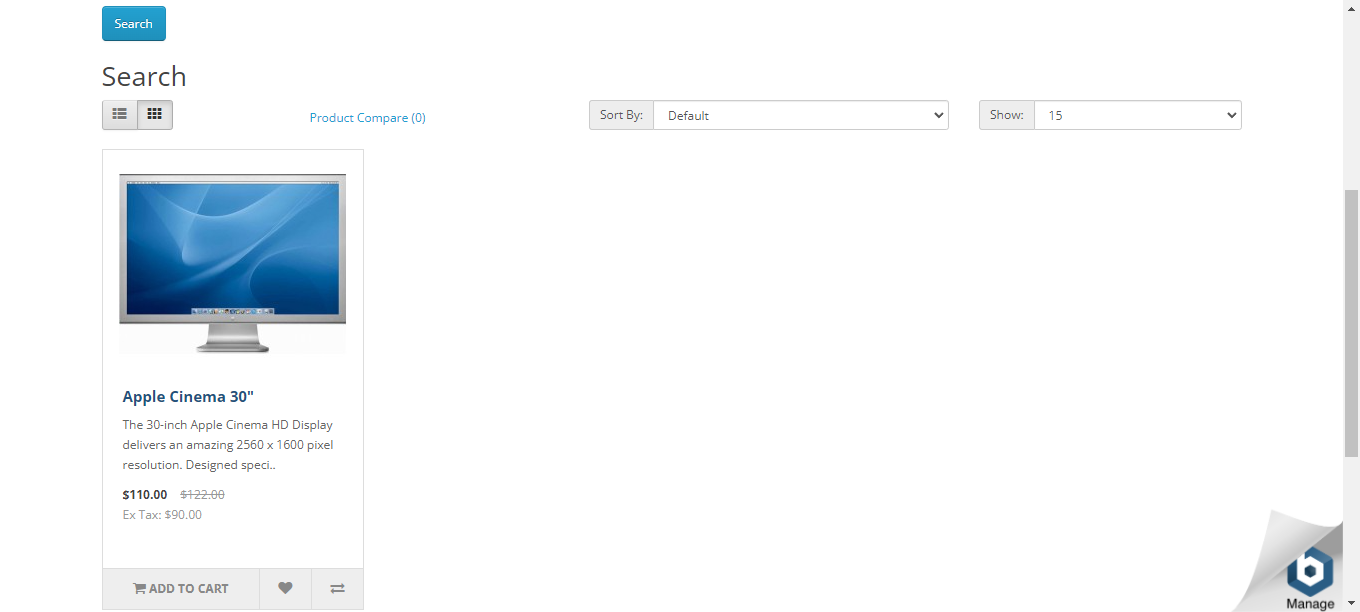 Search
Search
Product Compare (0)
Sort By:
Default
Show:
15
Apple Cinema 30"
The 30-inch Apple Cinema HD Display
delivers an amazing 2560 x 1600 pixel
resolution. Designed speci..
$110.00 $122.00
Ex Tax: $90.00
ADD TO CART
Manage